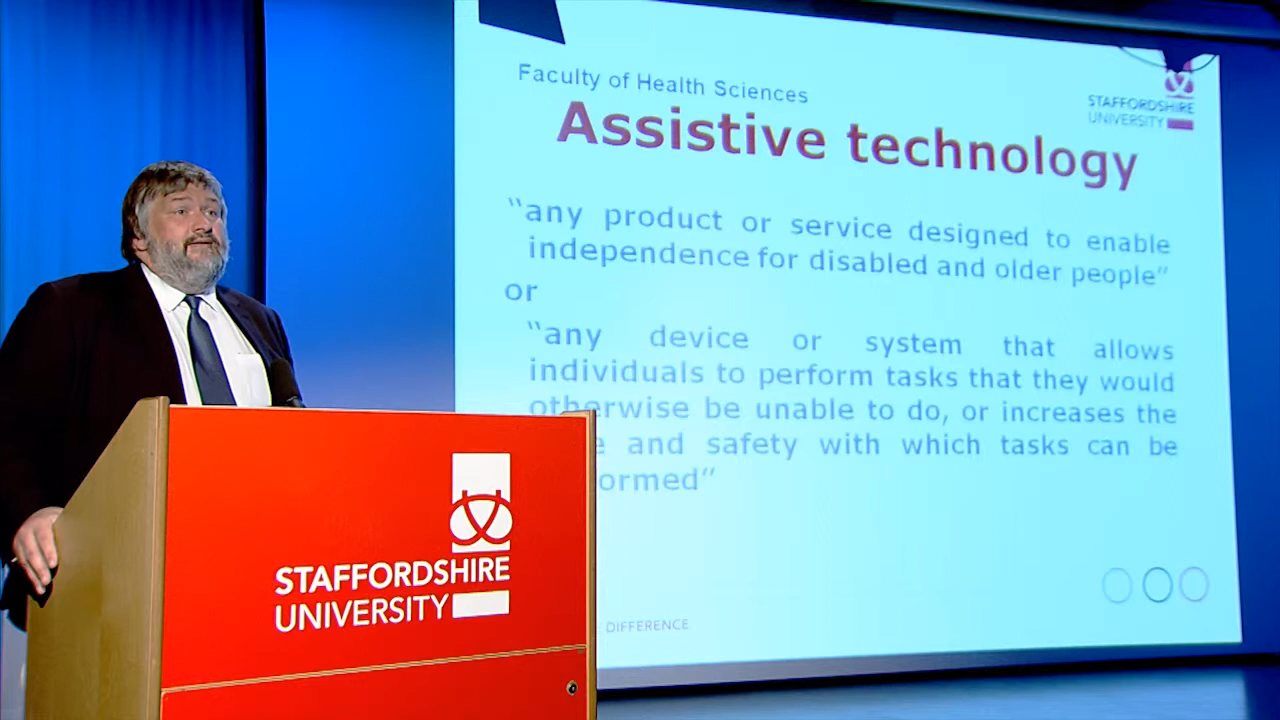 Faculty of Health Sciences
STAFFORDSHIRE
UNIVERSITY
Assistive technology
“any product or service designed to enable
independence for disabled and older people”
or
“any device or system that allows
individuals to perform tasks that they would
otherwise be unable to do, or increases the
and safety with which tasks can be
ormed”
DIFFERENCE
STAFFORDSHIRE
UNIVERSITY